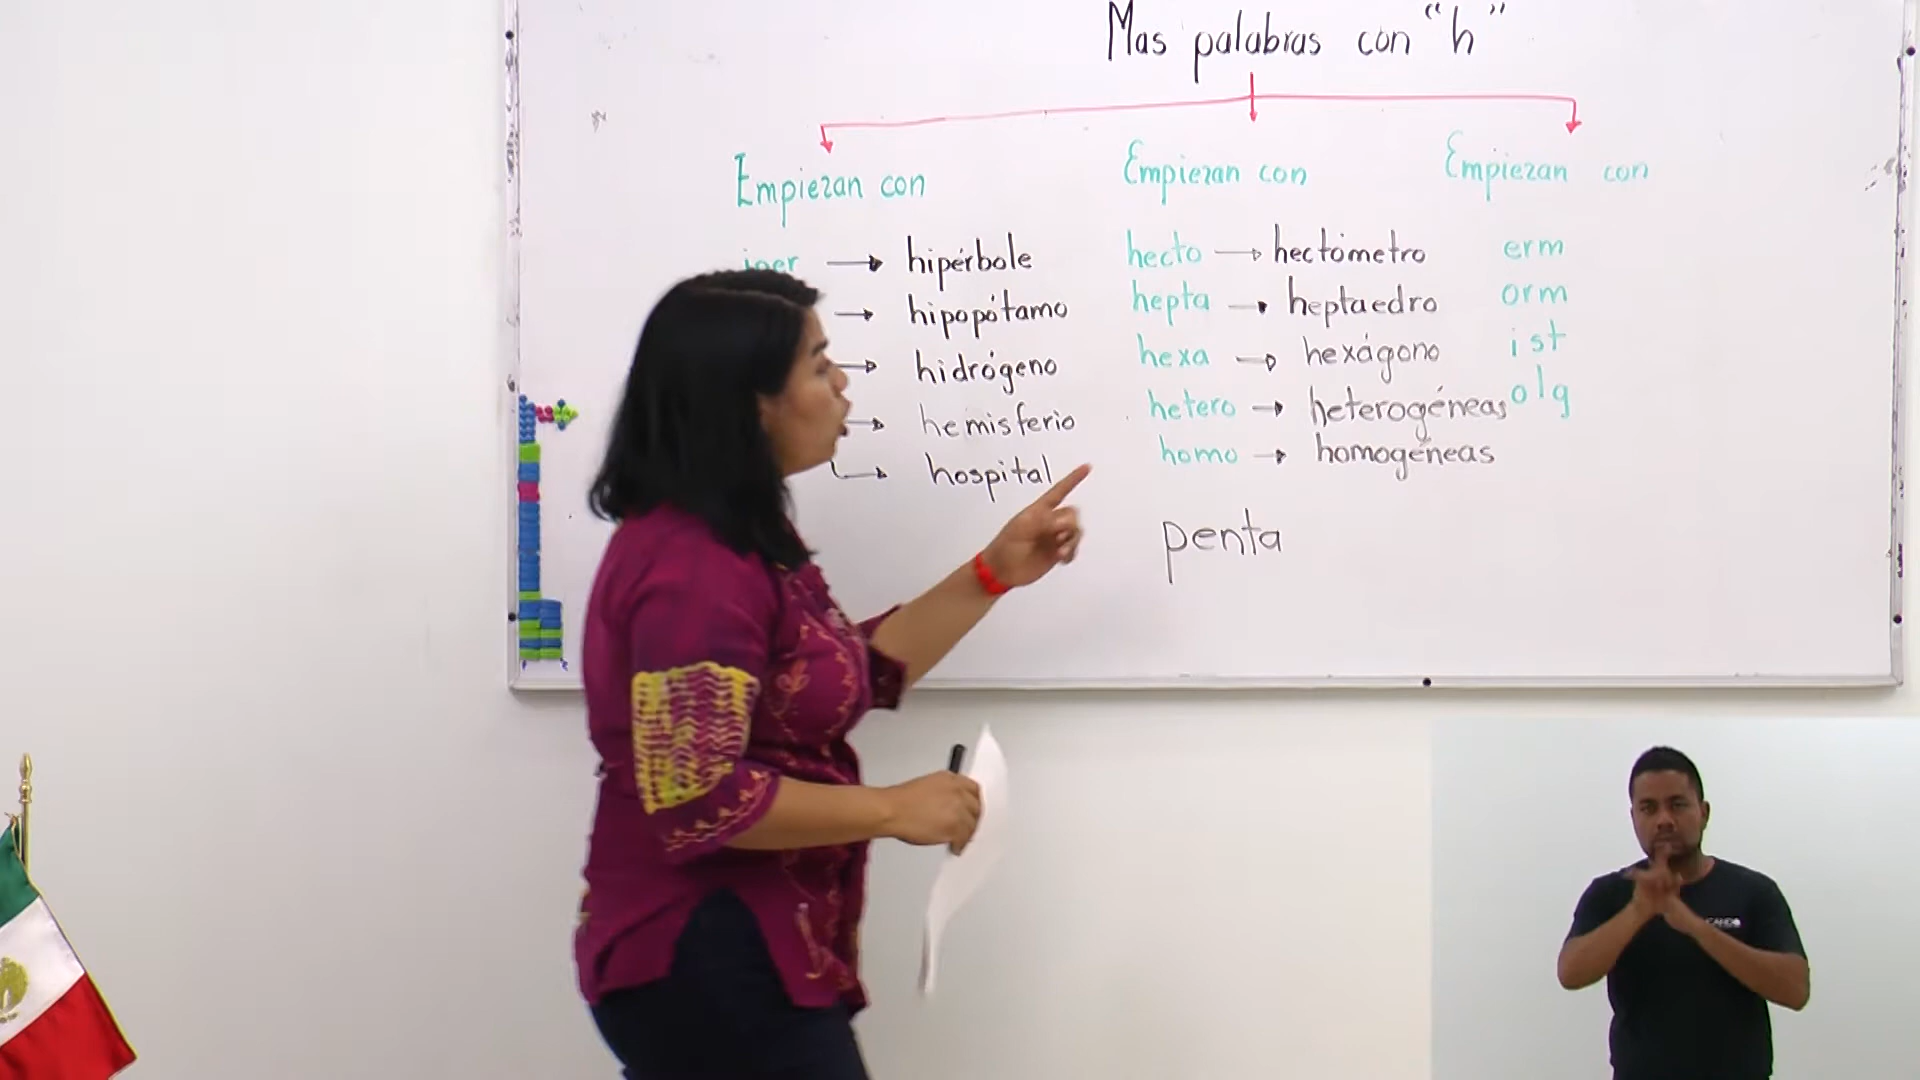 Mas palabras con "h"
Empiezan con
iper → hipérbole
→ hipopótamo
→ hidrógeno
→ hemisferio
→ hospital
Empiezan con
hecto → hectómetro
hepta → heptaedro
hexa → hexágono
hetero → heterogéneas
homo → homogéneas
penta
Empiezan con
erm
orm
ist
olg